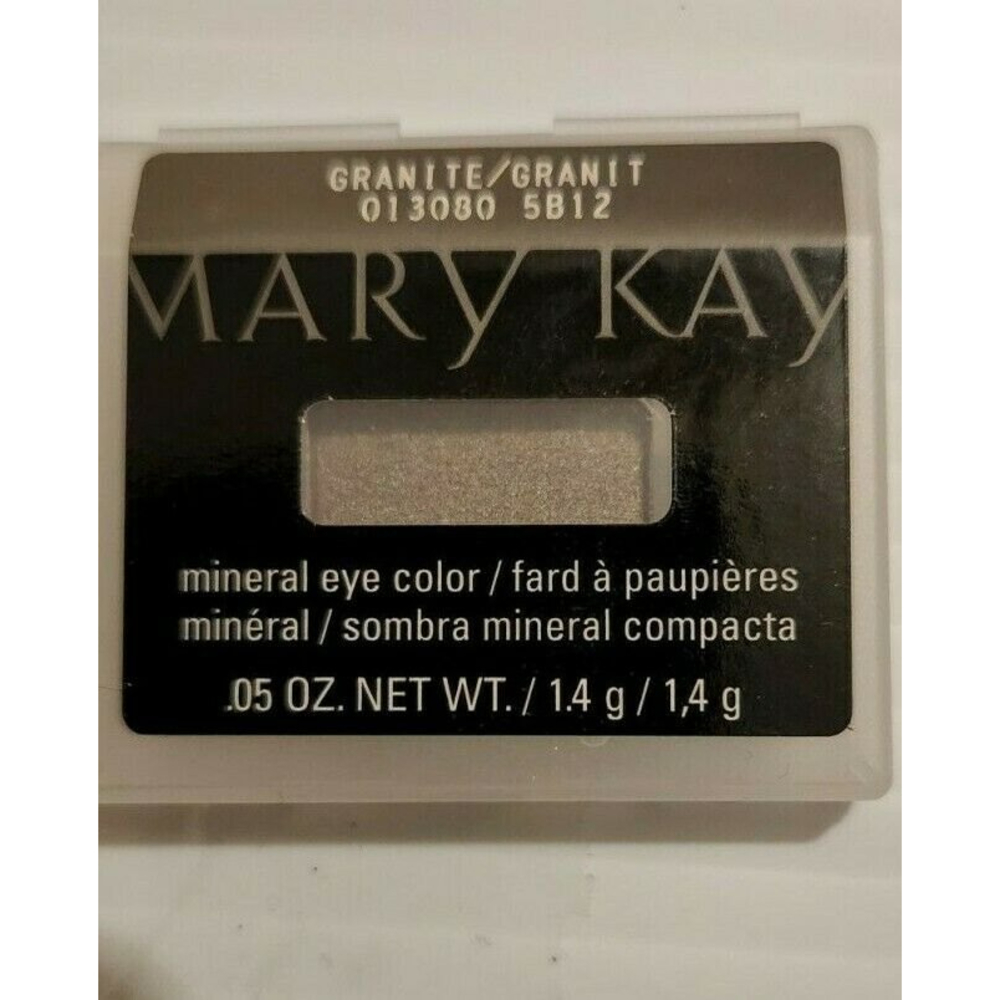 GRANITE/GRANIT
013080 5B12
MARY KAY
mineral eye color / fard à paupières
minéral / sombra mineral compacta
.05 OZ. NET WT. / 1.4 g / 1,4 g